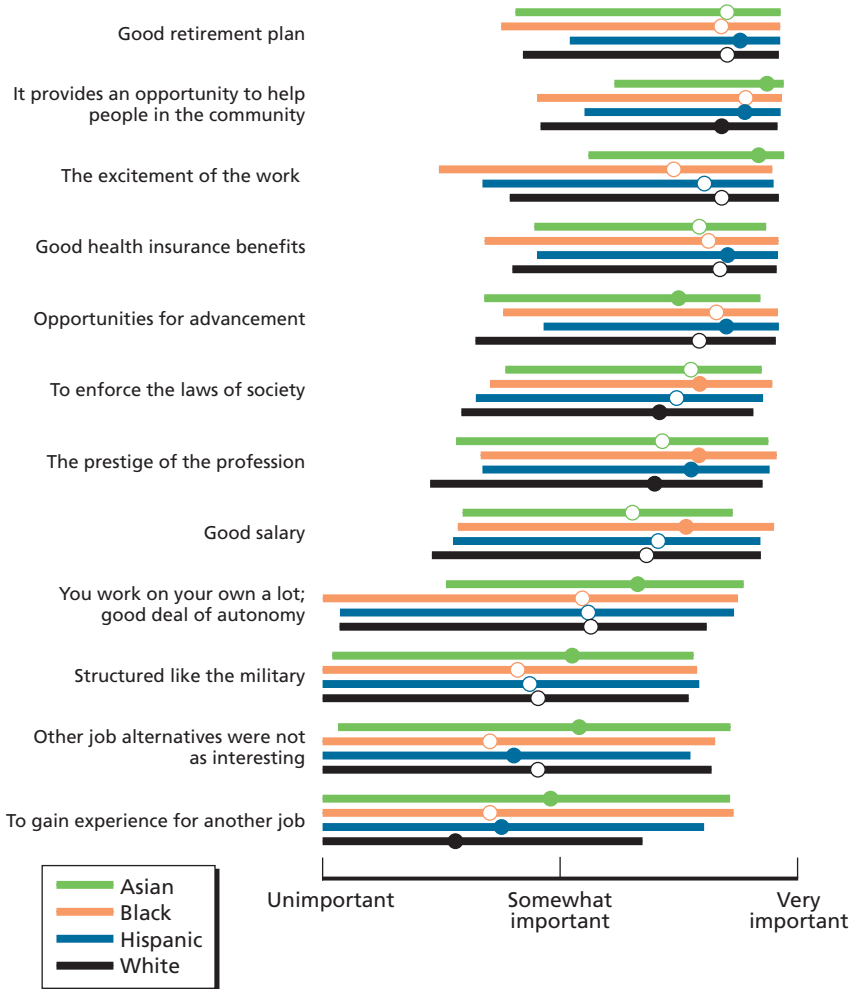 Good retirement plan
It provides an opportunity to help
people in the community
The excitement of the work
Good health insurance benefits
Opportunities for advancement
To enforce the laws of society
The prestige of the profession
Good salary
You work on your own a lot;
good deal of autonomy
Structured like the military
Other job alternatives were not
as interesting
To gain experience for another job
Unimportant
Somewhat
important
Very
important
Asian
Black
Hispanic
White